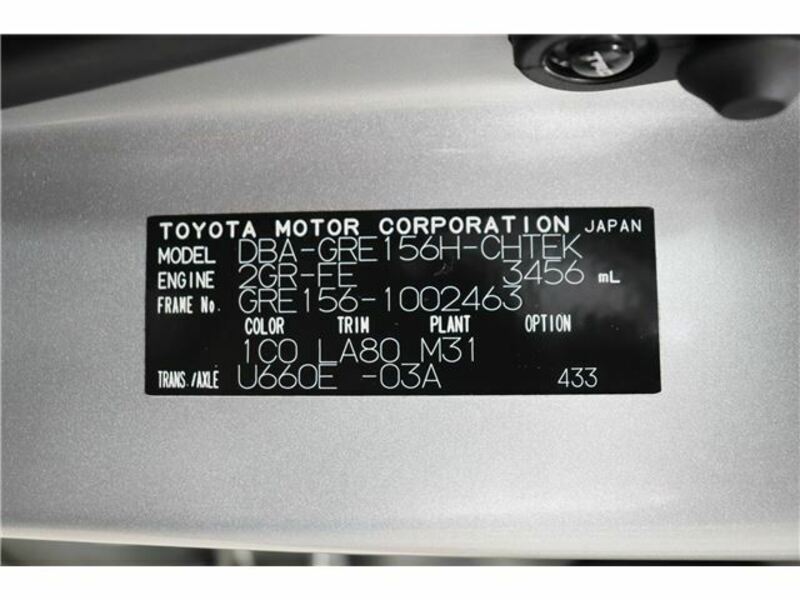 TOYOTA MOTOR CORPORATION JAPAN
MODEL DBA-GRE156H-CHTEK
ENGINE 2GR-FE 3456 mL
FRAME No. GRE156-1002463
COLOR TRIM PLANT OPTION
1C0 LA80 M31
TRANS./AXLE U660E -03A 433